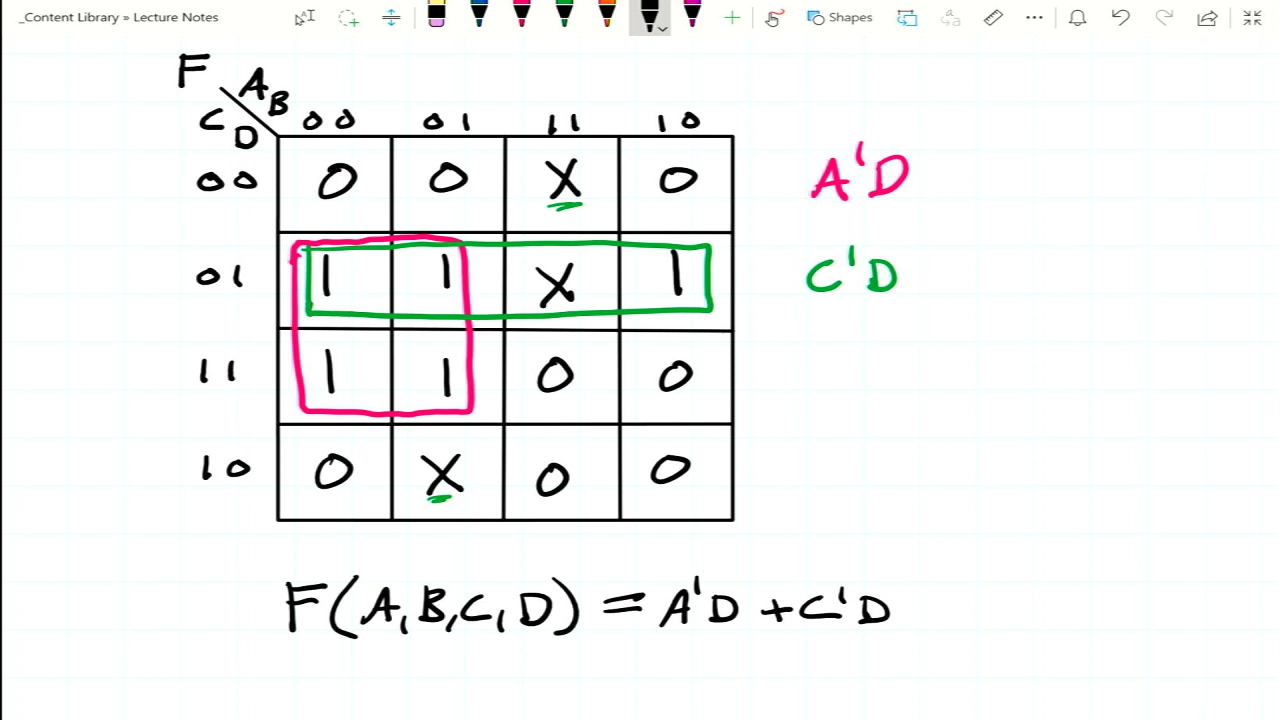 _Content Library » Lecture Notes
Shapes
F
AB
CD 00 01 11 10
00 0 0 X 0
A'D
01 1 1 X 1
C'D
11 1 1 0 0
10 0 X 0 0
F(A,B,C,D) = A'D + C'D